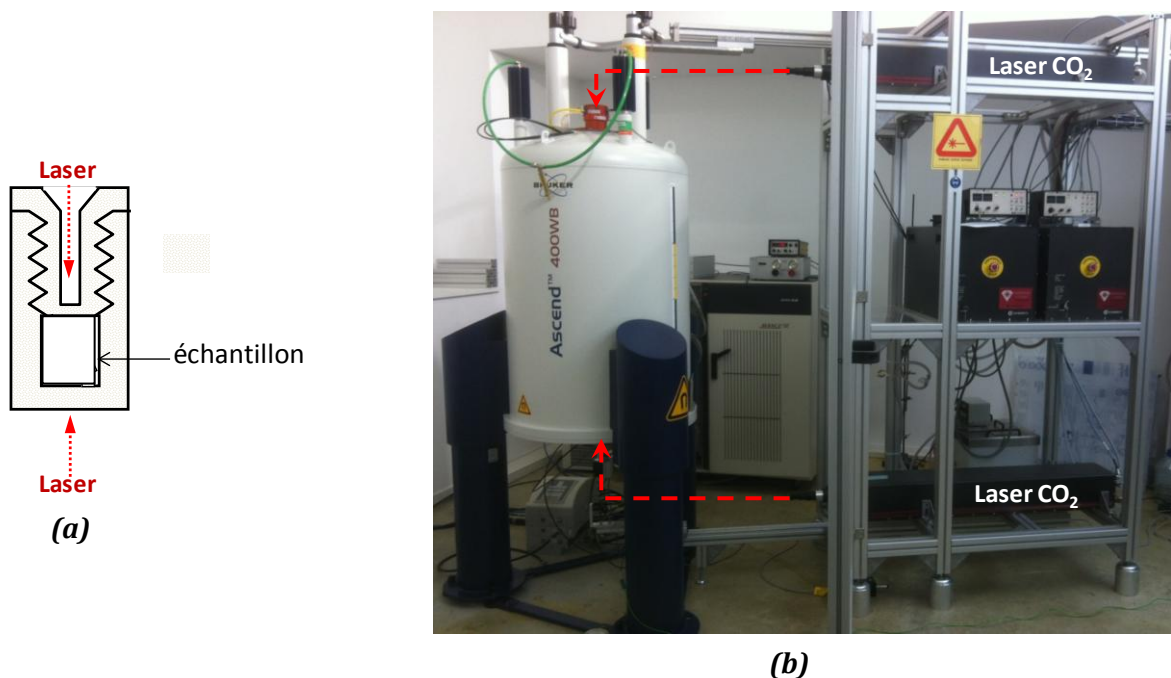 Laser
échantillon
Laser
(a)
Laser CO₂
BRUKER
Ascend™ 400WB
Laser CO₂
(b)